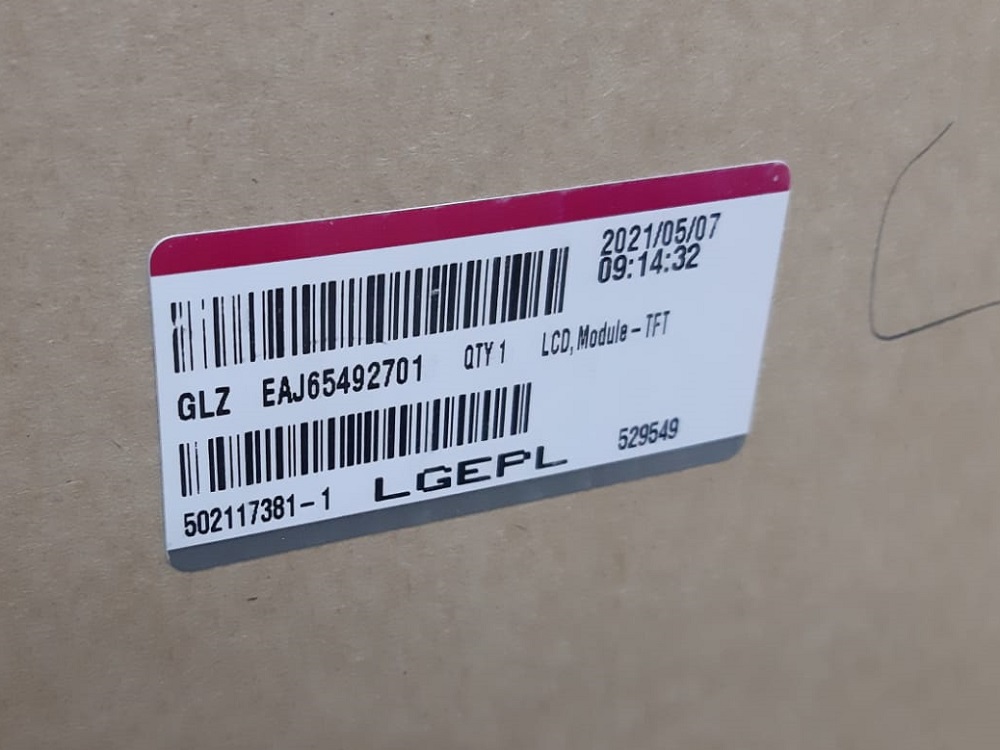 2021/05/07
09:14:32
GLZ EAJ65492701 QTY 1 LCD, Module-TFT
502117381-1 LGEPL 529549